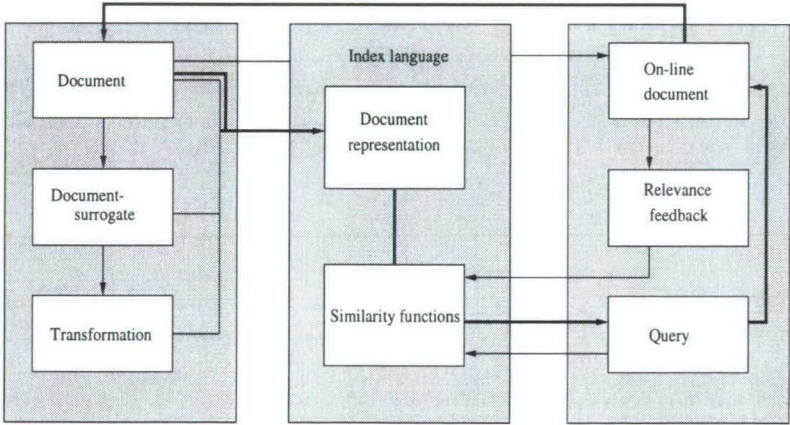 Document
Document-
surrogate
Transformation
Index language
Document
representation
Similarity functions
On-line
document
Relevance
feedback
Query